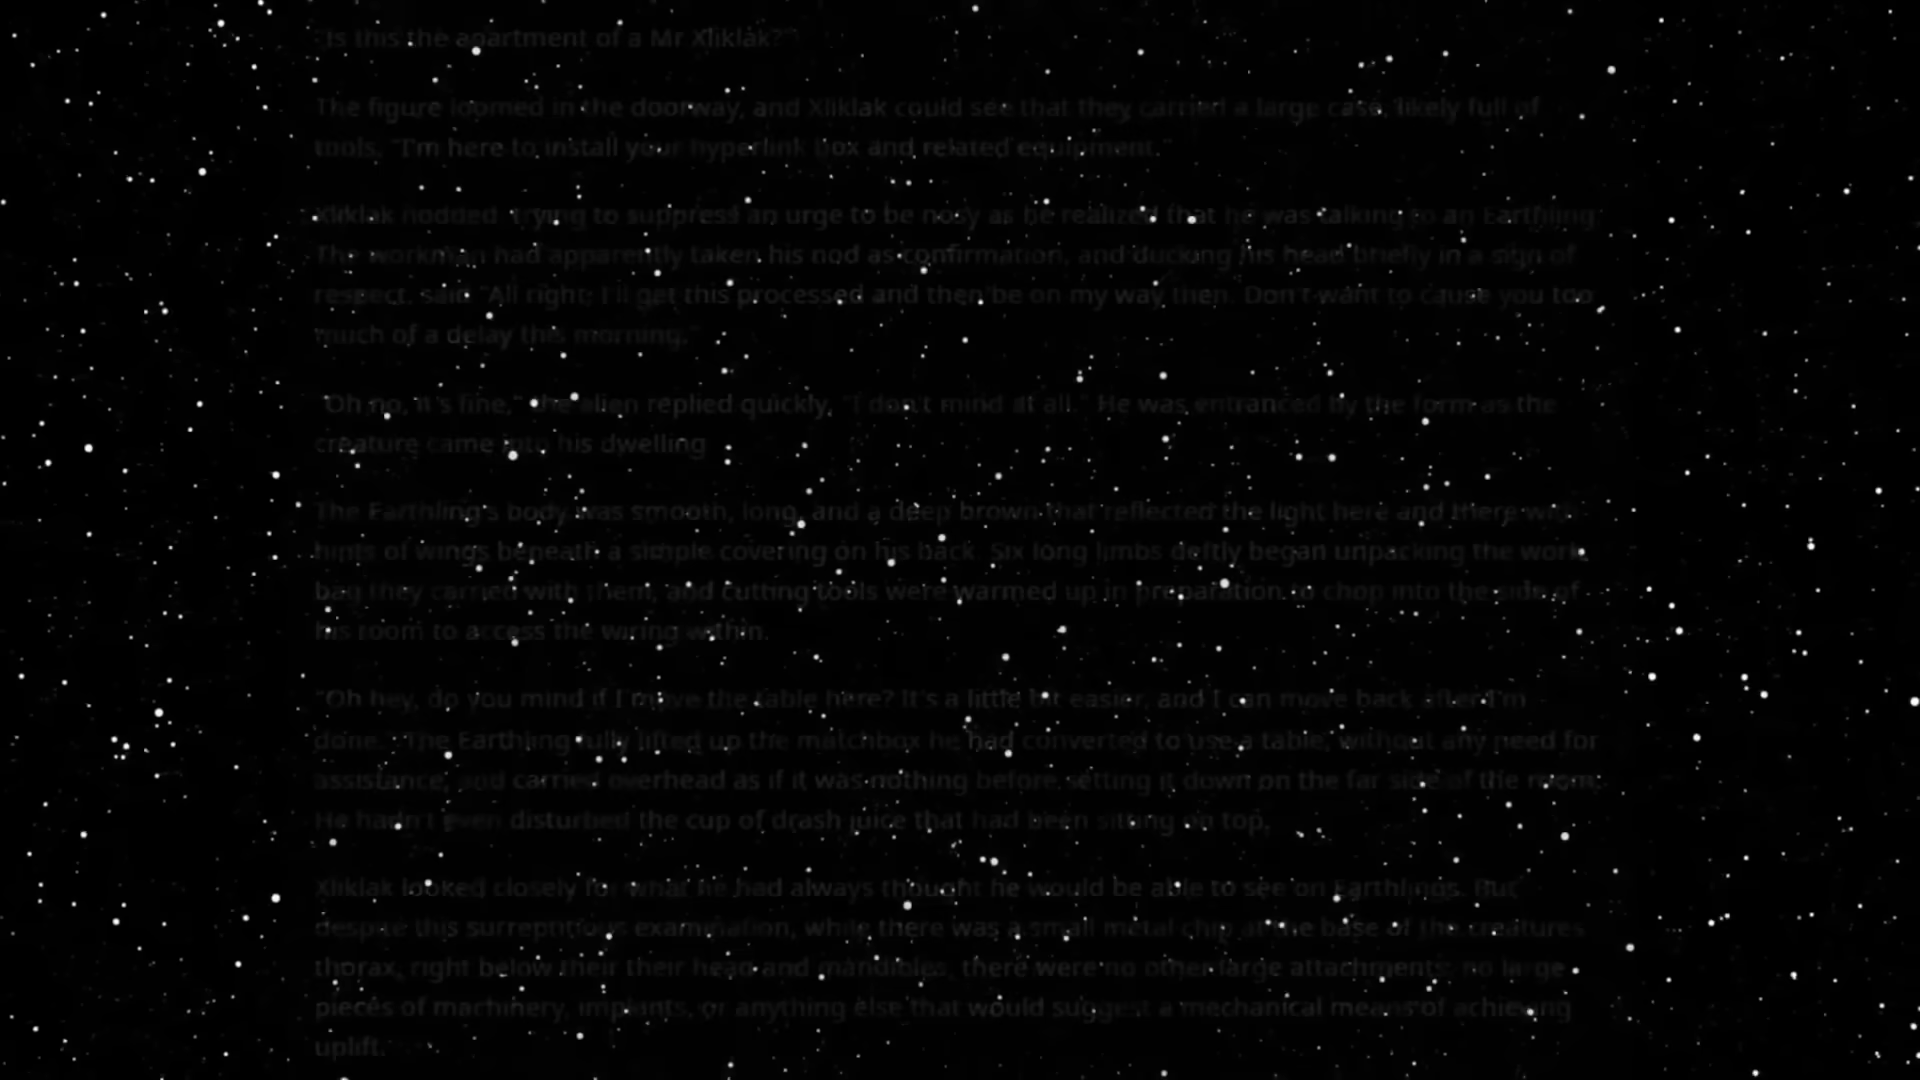 "Is this the apartment of a Mr Xliklak?"
The figure loomed in the doorway, and Xliklak could see that they carried a large case, likely full of
tools, "I'm here to install your hyperlink box and related equipment."
Xliklak nodded, trying to suppress an urge to be nosy as he realized that he was talking to an Earthling.
The workman had apparently taken his nod as confirmation, and ducking his head briefly in a sign of
respect, said "All right, I'll get this processed and then be on my way then. Don't want to cause you too
much of a delay this morning."
"Oh no, it's fine," the alien replied quickly, "I don't mind at all." He was entranced by the form as the
creature came into his dwelling
The Earthling's body was smooth, long, and a deep brown that reflected the light here and there with
hints of wings beneath a simple covering on his back. Six long limbs deftly began unpacking the work
bag they carried with them, and cutting tools were warmed up in preparation to chop into the side of
his room to access the wiring within.
"Oh hey, do you mind if I move the table here? It's a little bit easier, and I can move back after I'm
done." The Earthling fully lifted up the matchbox he had converted to use a table, without any need for
assistance, and carried overhead as if it was nothing before setting it down on the far side of the room.
He hadn't even disturbed the cup of drash juice that had been sitting on top.
Xliklak looked closely for what he had always thought he would be able to see on Earthlings. But
despite this surreptitious examination, while there was a small metal chip at the base of the creatures
thorax, right below their their head and mandibles, there were no other large attachments, no large
pieces of machinery, implants, or anything else that would suggest a mechanical means of achieving
uplift.